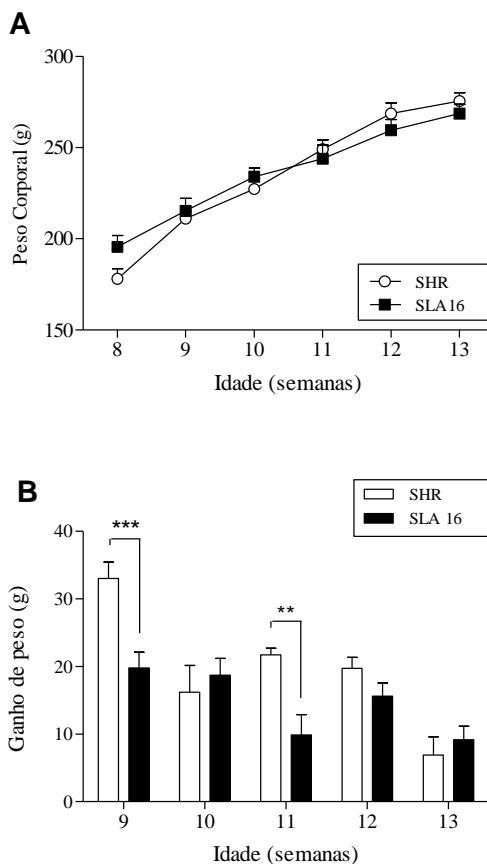 A
300
250
200
150
Peso Corporal (g)
SHR
SLA16
8 9 10 11 12 13
Idade (semanas)
B
SHR
SLA 16
40
30
20
10
0
Ganho de peso (g)
***
**
9 10 11 12 13
Idade (semanas)